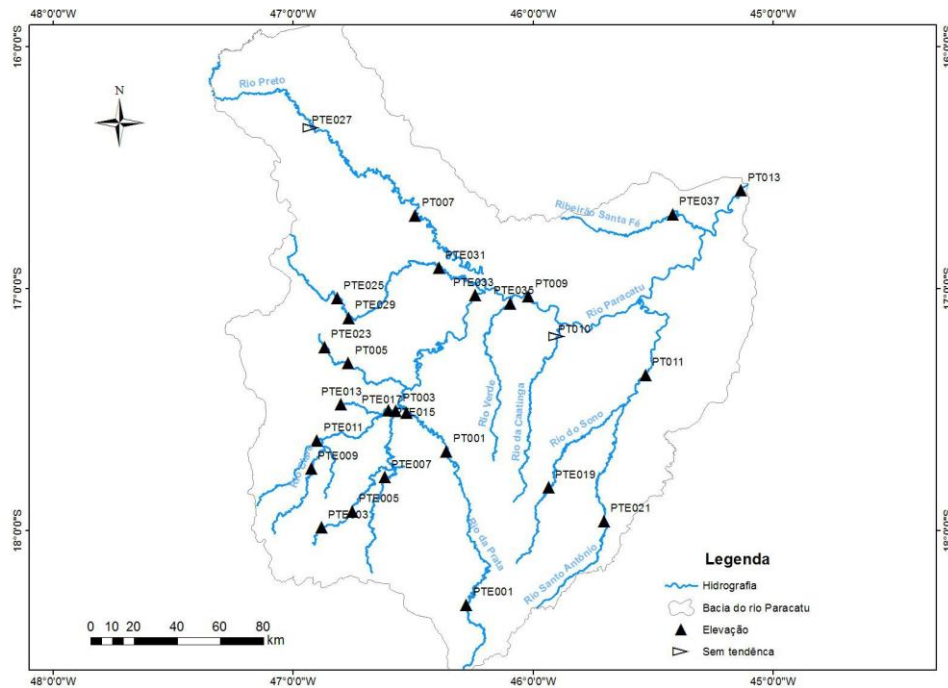 48°0'0"W 47°0'0"W 46°0'0"W 45°0'0"W
16°0'0"S 16°0'0"S
Rio Preto
N
PTE027
PT013
PTE037
PT007
Ribeirão Santa Fé
PTE031
PTE033
PT009
PTE025
PTE035
17°0'0"S 17°0'0"S
PTE029
Rio Paracatu
PT010
PTE023
PT005
PT011
PTE013
PTE017
PT003
PTE015
Rio Verde
Rio da Caatinga
Rio do Sono
PTE011
PT001
PTE009
PTE007
PTE019
PTE005
PTE021
18°0'0"S 18°0'0"S
Rio da Prata
Rio Santo Antônio
PTE001
Legenda
Hidrografia
Bacia do rio Paracatu
Elevação
Sem tendênca
0 10 20 40 60 80
km
48°0'0"W 47°0'0"W 46°0'0"W 45°0'0"W